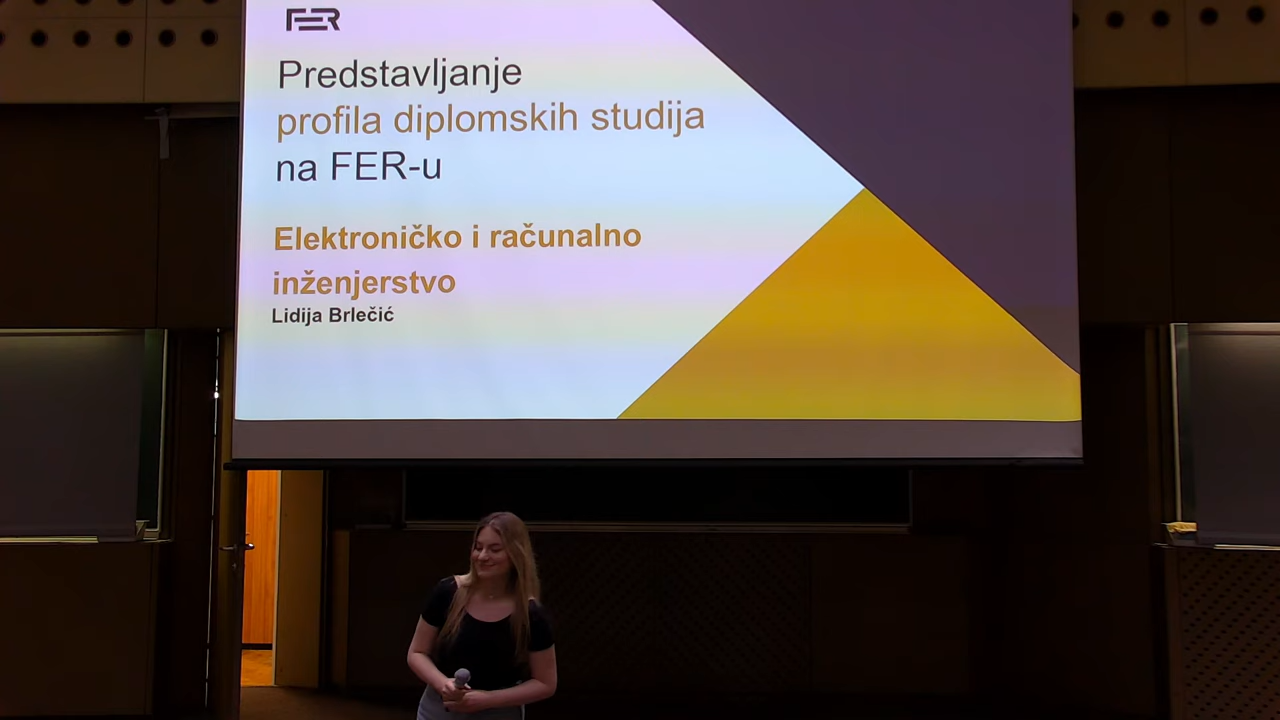 FER
Predstavljanje
profila diplomskih studija
na FER-u
Elektroničko i računalno
inženjerstvo
Lidija Brlečić